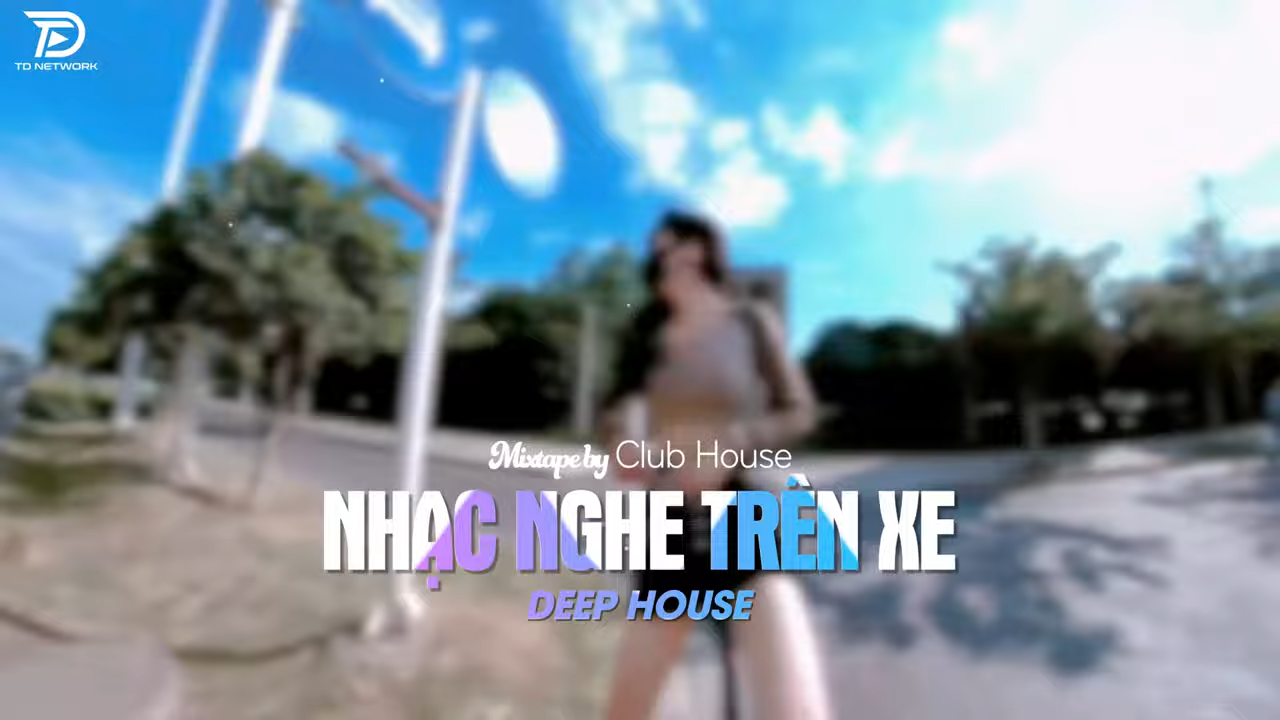 TD NETWORK
Mixtape by Club House
NHẠC NGHE TRÊN XE
DEEP HOUSE